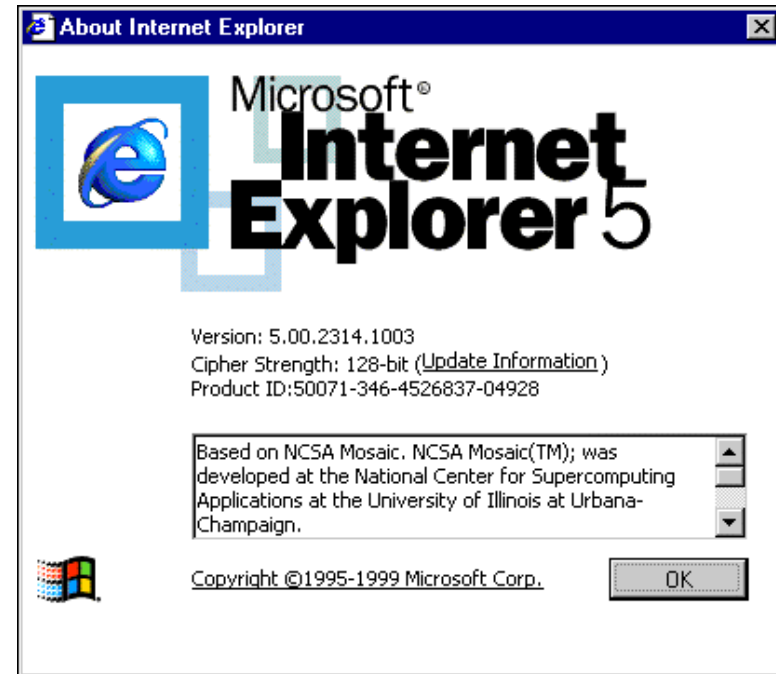 About Internet Explorer
Microsoft®
Internet
Explorer 5
Version: 5.00.2314.1003
Cipher Strength: 128-bit (Update Information )
Product ID:50071-346-4526837-04928
Based on NCSA Mosaic. NCSA Mosaic(TM); was
developed at the National Center for Supercomputing
Applications at the University of Illinois at Urbana-
Champaign.
Copyright ©1995-1999 Microsoft Corp.
OK